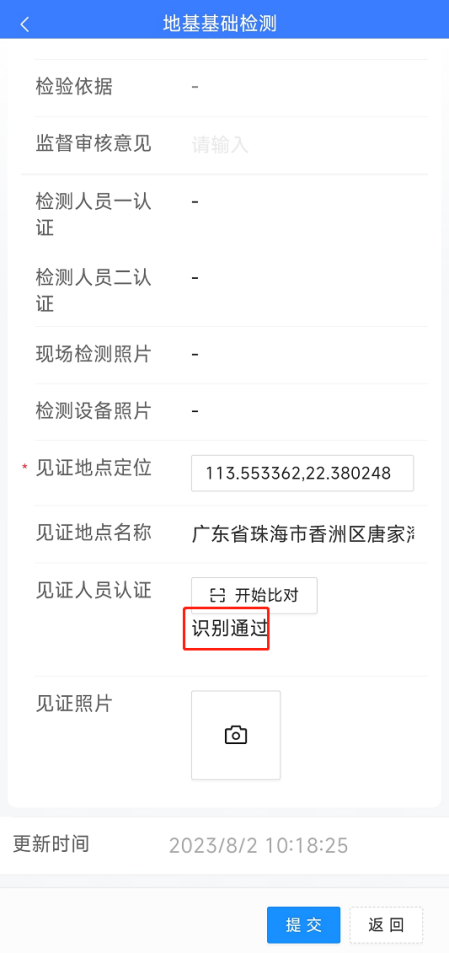 地基基础检测
检验依据 -
监督审核意见 请输入
检测人员一认 -
证
检测人员二认 -
证
现场检测照片 -
检测设备照片 -
* 见证地点定位 113.553362,22.380248
见证地点名称 广东省珠海市香洲区唐家
见证人员认证 开始比对
识别通过
见证照片
更新时间 2023/8/2 10:18:25
提交 返回